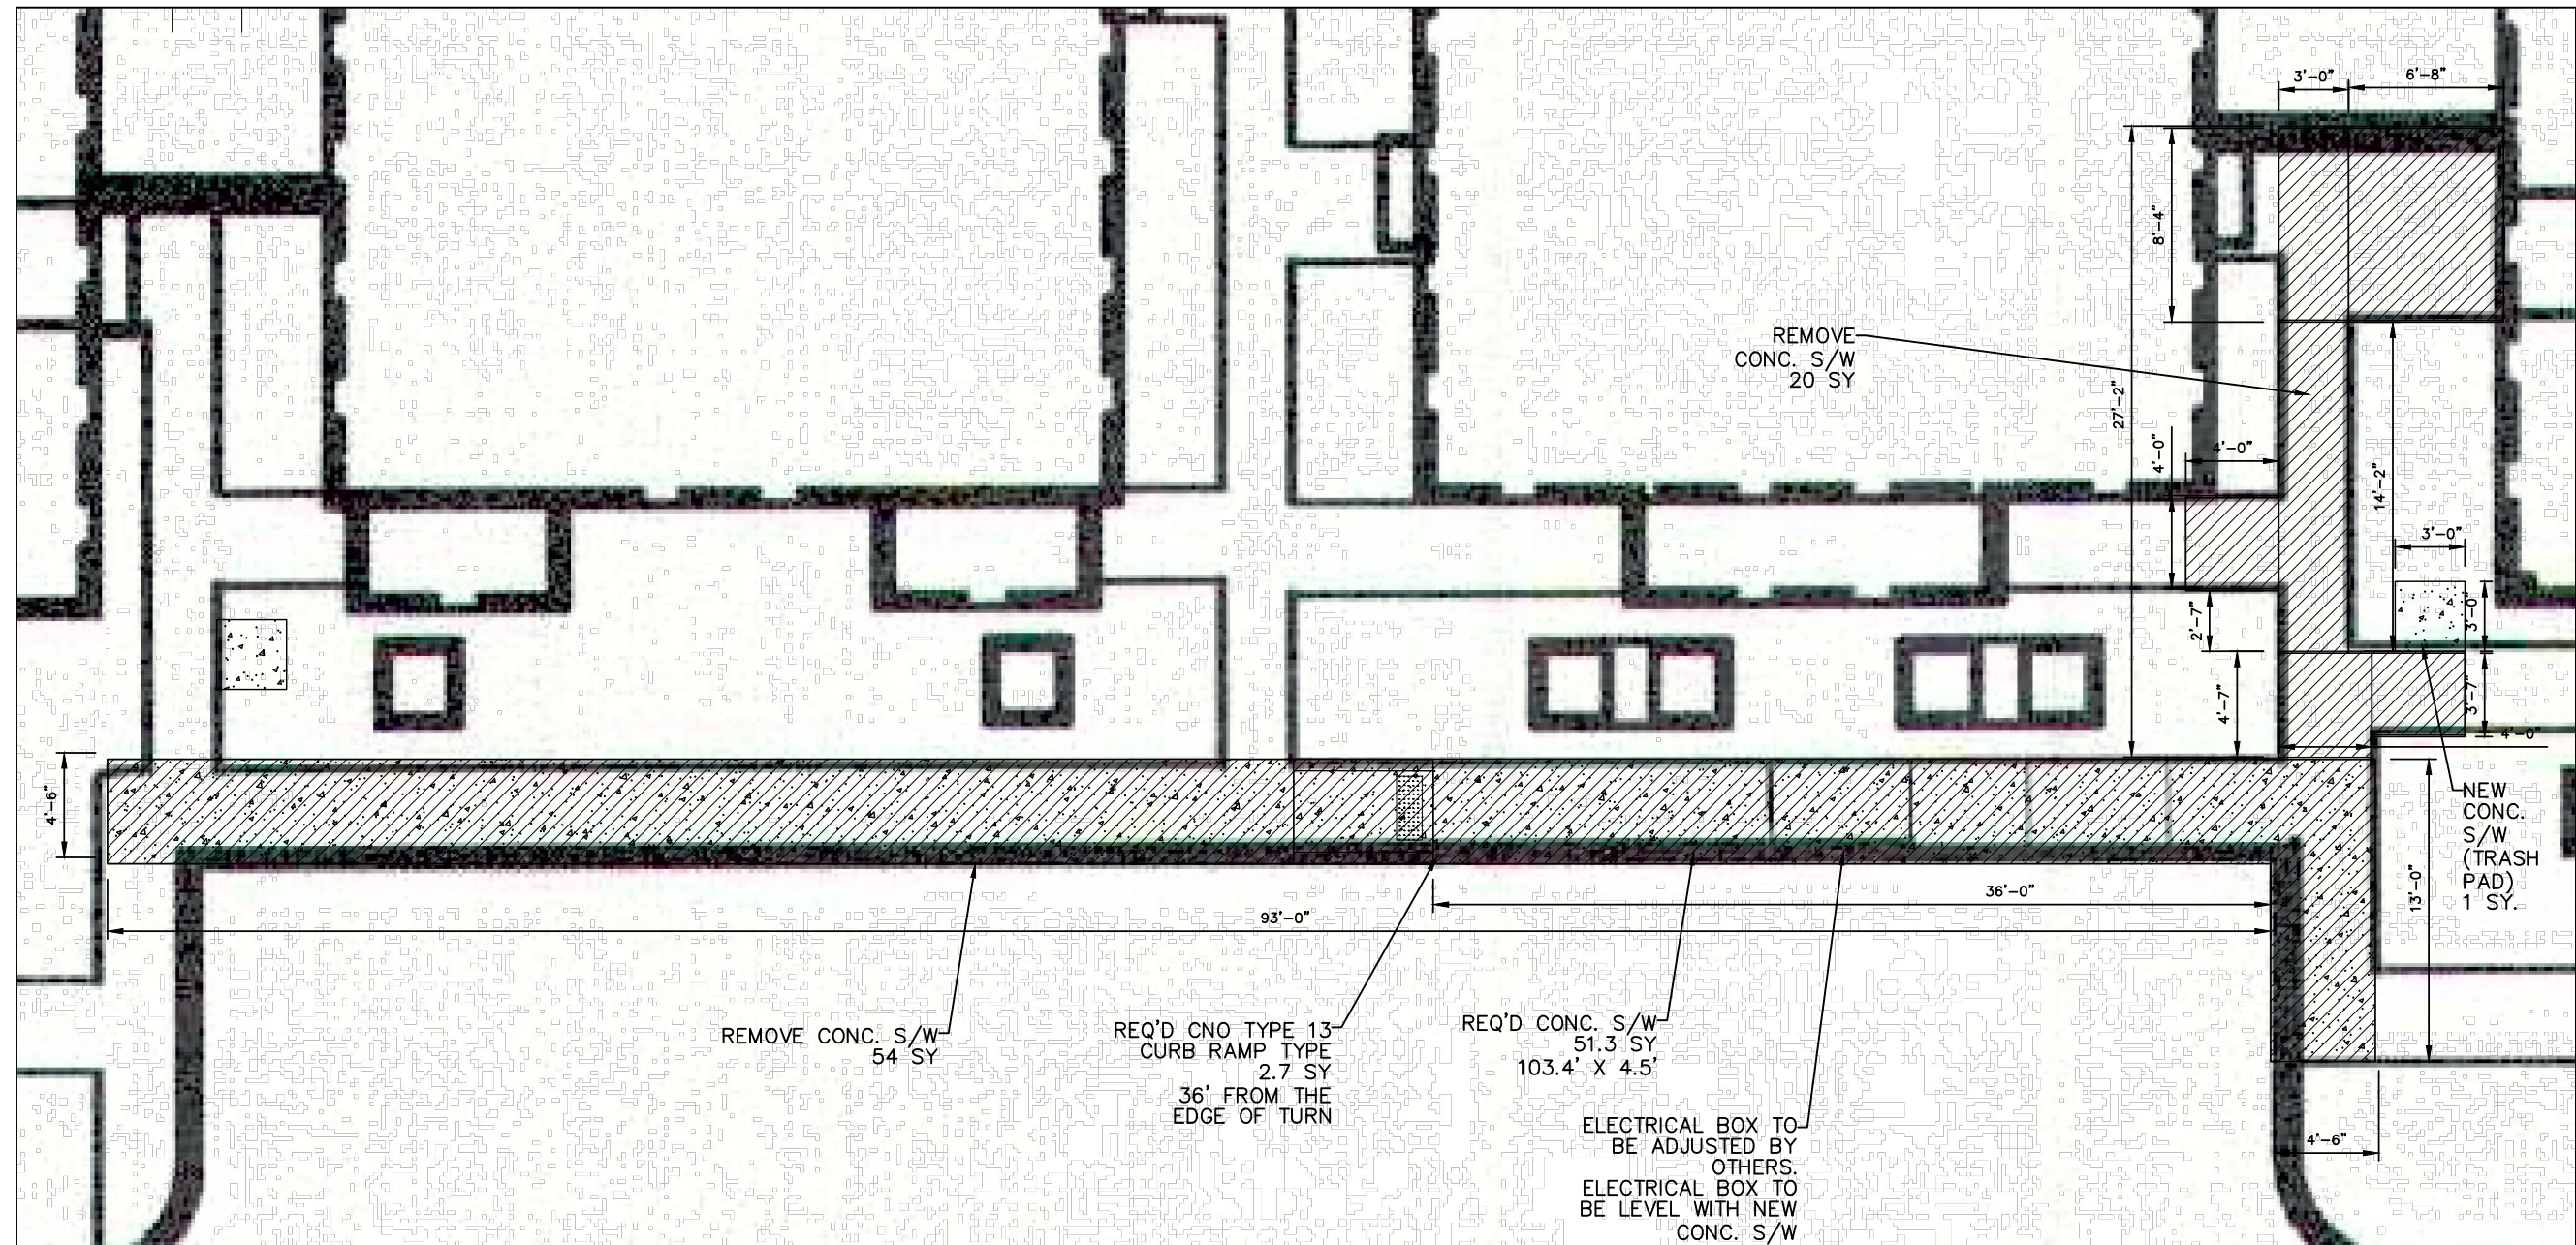 3'-0"
6'-8"
8'-4"
27'-2"
REMOVE
CONC. S/W
20 SY
4'-0"
4'-0"
14'-2"
3'-0"
3'-0"
2'-7"
4'-7"
3'-7"
4'-0"
4'-6"
NEW
CONC.
S/W
(TRASH
PAD)
1 SY.
13'-0"
36'-0"
93'-0"
REMOVE CONC. S/W
54 SY
REQ'D CNO TYPE 13
CURB RAMP TYPE
2.7 SY
36' FROM THE
EDGE OF TURN
REQ'D CONC. S/W
51.3 SY
103.4' X 4.5'
ELECTRICAL BOX TO
BE ADJUSTED BY
OTHERS.
ELECTRICAL BOX TO
BE LEVEL WITH NEW
CONC. S/W
4'-6"